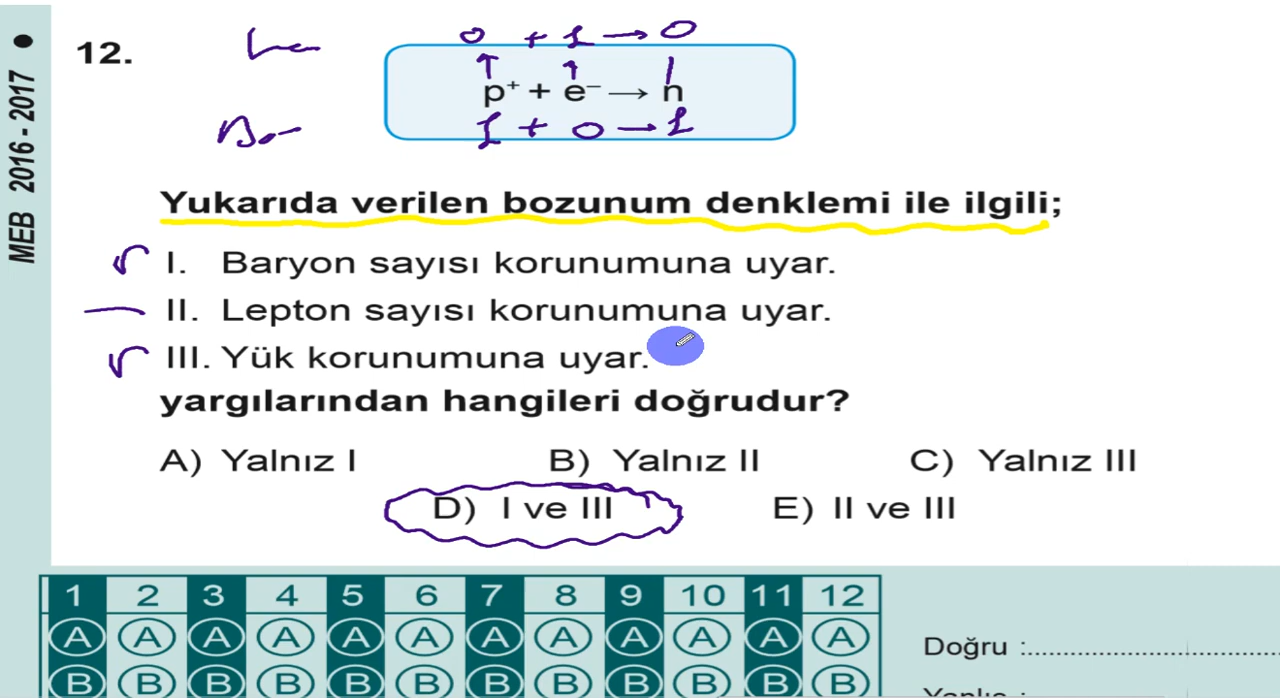 MEB 2016 - 2017 ●
12.
0 + 1 → 0
p⁺ + e⁻ → n
1 + 0 → 1
Yukarıda verilen bozunum denklemi ile ilgili;
I. Baryon sayısı korunumuna uyar.
II. Lepton sayısı korunumuna uyar.
III. Yük korunumuna uyar.
yargılarından hangileri doğrudur?
A) Yalnız I B) Yalnız II C) Yalnız III
D) I ve III E) II ve III
1 2 3 4 5 6 7 8 9 10 11 12
A A A A A A A A A A A A
B B B B B B B B B B B B
Doğru :